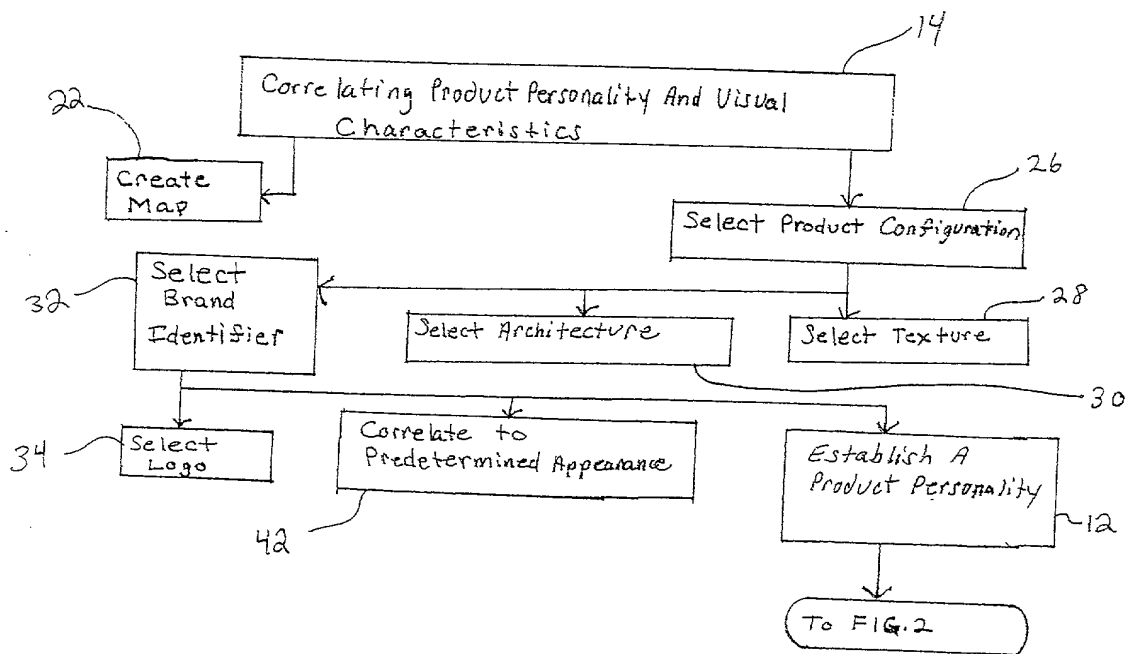 14
Correlating Product Personality And Visual
Characteristics
22
Create
Map
26
Select Product Configuration
32
Select
Brand
Identifier
Select Architecture
28
Select Texture
30
34
Select
Logo
Correlate to
Predetermined Appearance
42
Establish A
Product Personality
12
To FIG.2